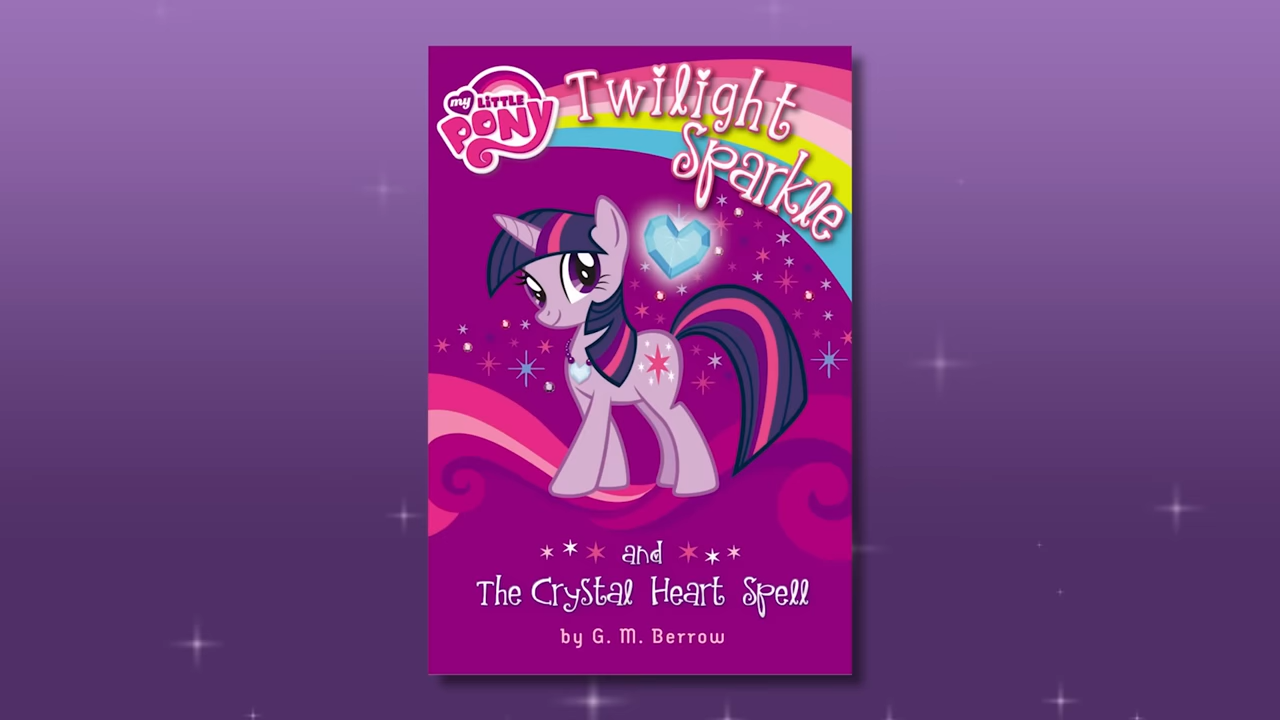 my LiTTLE
PONY
Twilight
Sparkle
and
The Crystal Heart Spell
by G. M. Berrow